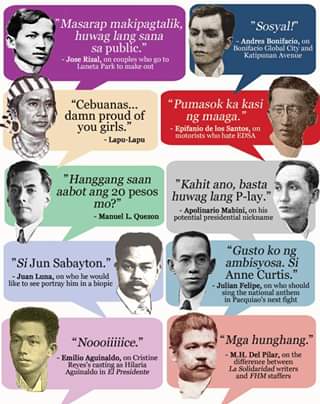 "Masarap makipagtalik,
huwag lang sana
sa public."
- Jose Rizal, on couples who go to
Luneta Park to make-out
"Sosyal!"
- Andres Bonifacio, on
Bonifacio Global City and
Katipunan Avenue
"Cebuanas...
damn proud of
you girls."
- Lapu-Lapu
"Pumasok ka kasi
ng maaga."
- Epifanio de los Santos, on
motorists who hate EDSA
"Hanggang saan
aabot ang 20 pesos
mo?"
- Manuel L. Quezon
"Kahit ano, basta
huwag lang P-lay."
- Apolinario Mabini, on his
potential presidential nickname
"Si Jun Sabayton."
- Juan Luna, on who he would
like to see portray him in a biopic
"Gusto ko ng
ambisyosa. Si
Anne Curtis."
- Julian Felipe, on who should
sing the national anthem
in Pacquiao's next fight
"Noooiiiiice."
- Emilio Aguinaldo, on Cristine
Reyes's casting as Hilaria
Aguinaldo in El Presidente
"Mga hunghang."
- M.H. Del Pilar, on the
difference between
La Solidaridad writers
and FHM staffers